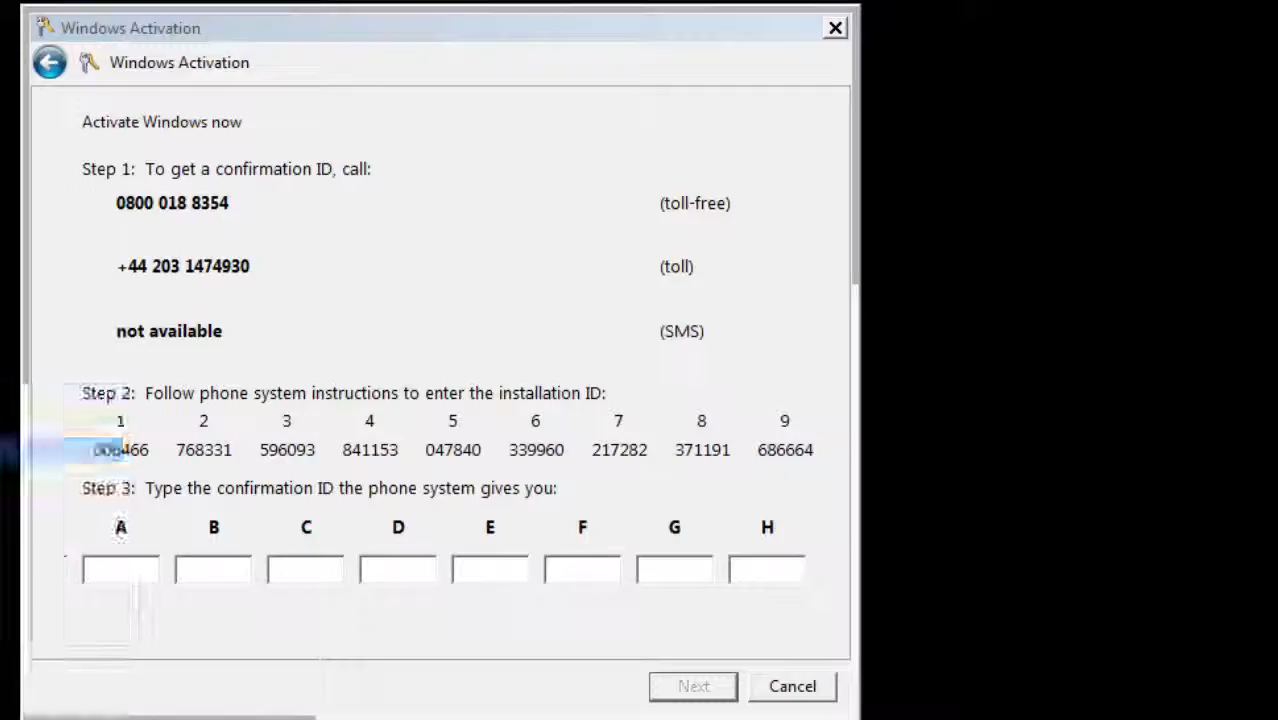 Windows Activation
Windows Activation
Activate Windows now
Step 1: To get a confirmation ID, call:
0800 018 8354 (toll-free)
+44 203 1474930 (toll)
not available (SMS)
Step 2: Follow phone system instructions to enter the installation ID:
1 2 3 4 5 6 7 8 9
768331 596093 841153 047840 339960 217282 371191 686664
Step 3: Type the confirmation ID the phone system gives you:
A B C D E F G H
Next Cancel